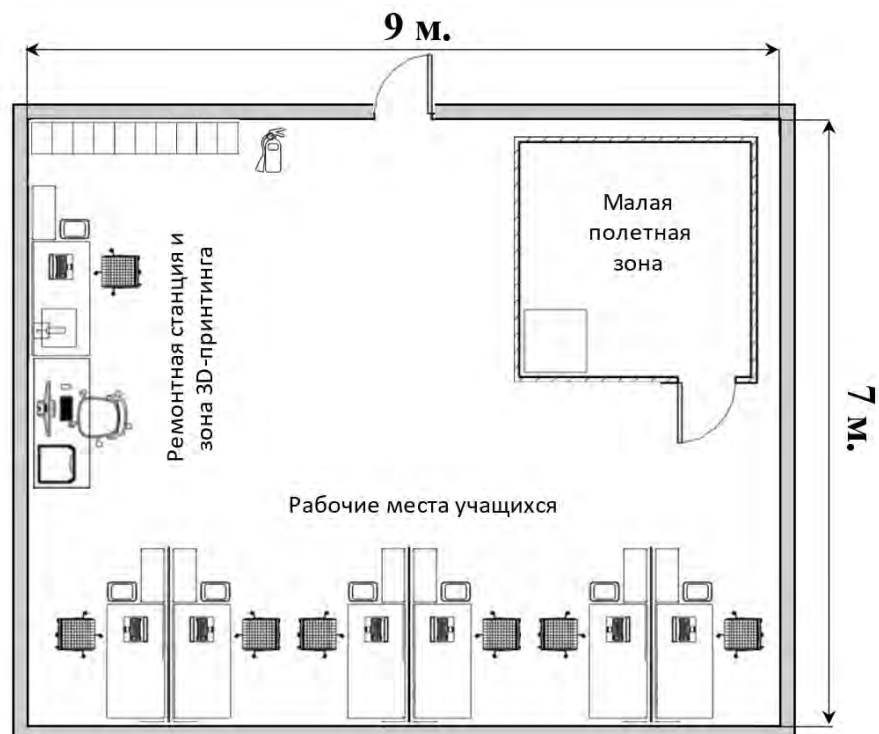 9 м.
Малая
полетная
зона
Ремонтная станция и
зона 3D-принтинга
7 м.
Рабочие места учащихся